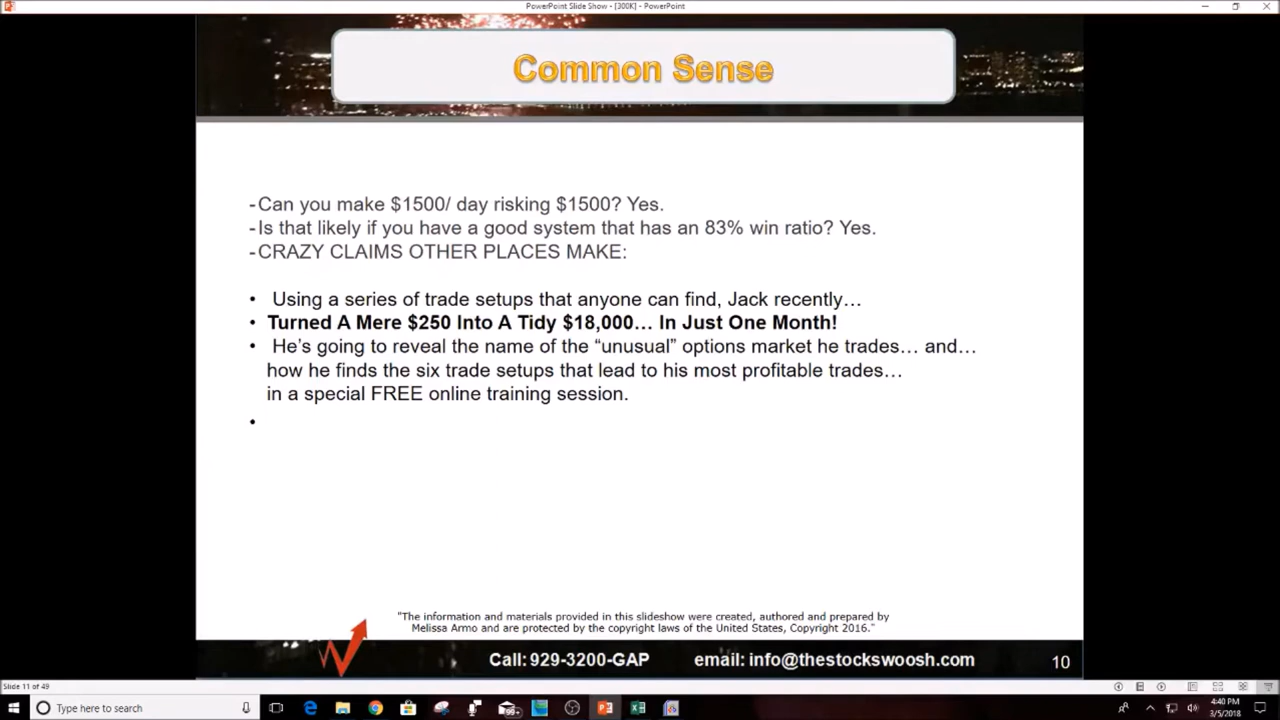 PowerPoint Slide Show - [300K] - PowerPoint
Common Sense
-Can you make $1500/ day risking $1500? Yes.
-Is that likely if you have a good system that has an 83% win ratio? Yes.
-CRAZY CLAIMS OTHER PLACES MAKE:
• Using a series of trade setups that anyone can find, Jack recently…
• Turned A Mere $250 Into A Tidy $18,000… In Just One Month!
• He’s going to reveal the name of the “unusual” options market he trades… and…
how he finds the six trade setups that lead to his most profitable trades…
in a special FREE online training session.
•
"The information and materials provided in this slideshow were created, authored and prepared by
Melissa Armo and are protected by the copyright laws of the United States, Copyright 2016."
Call: 929-3200-GAP email: info@thestockswoosh.com 10
Slide 11 of 49
Type here to search
99+
4:40 PM
3/5/2018